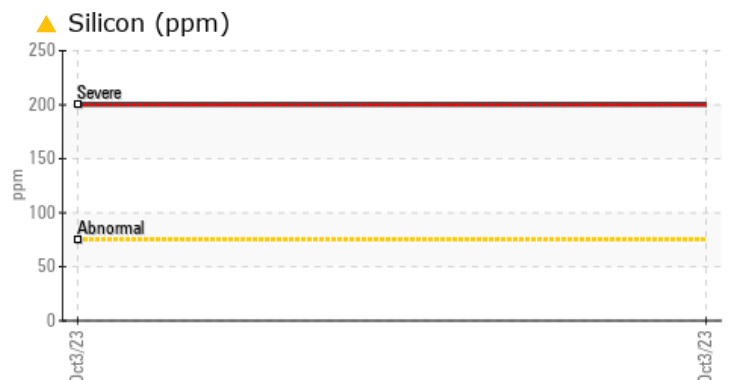 Silicon (ppm)
250
Severe
200
150
ppm
100
Abnormal
50
0
Oct3/23
Oct3/23